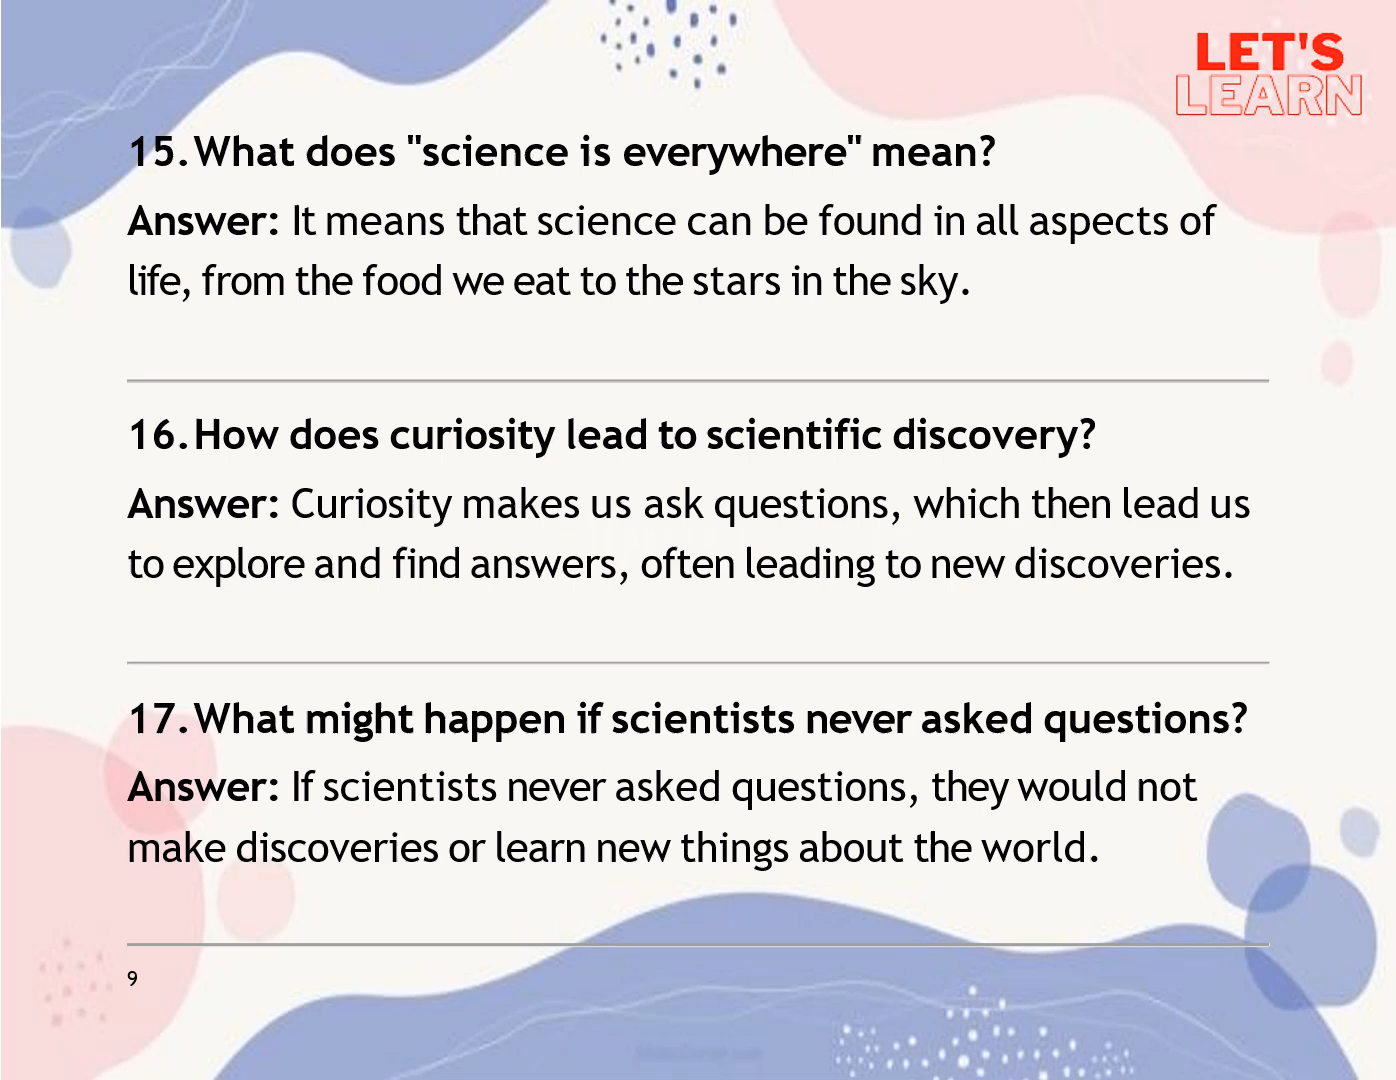 LET'S
LEARN
15. What does "science is everywhere" mean?
Answer: It means that science can be found in all aspects of
life, from the food we eat to the stars in the sky.
16. How does curiosity lead to scientific discovery?
Answer: Curiosity makes us ask questions, which then lead us
to explore and find answers, often leading to new discoveries.
17. What might happen if scientists never asked questions?
Answer: If scientists never asked questions, they would not
make discoveries or learn new things about the world.
9